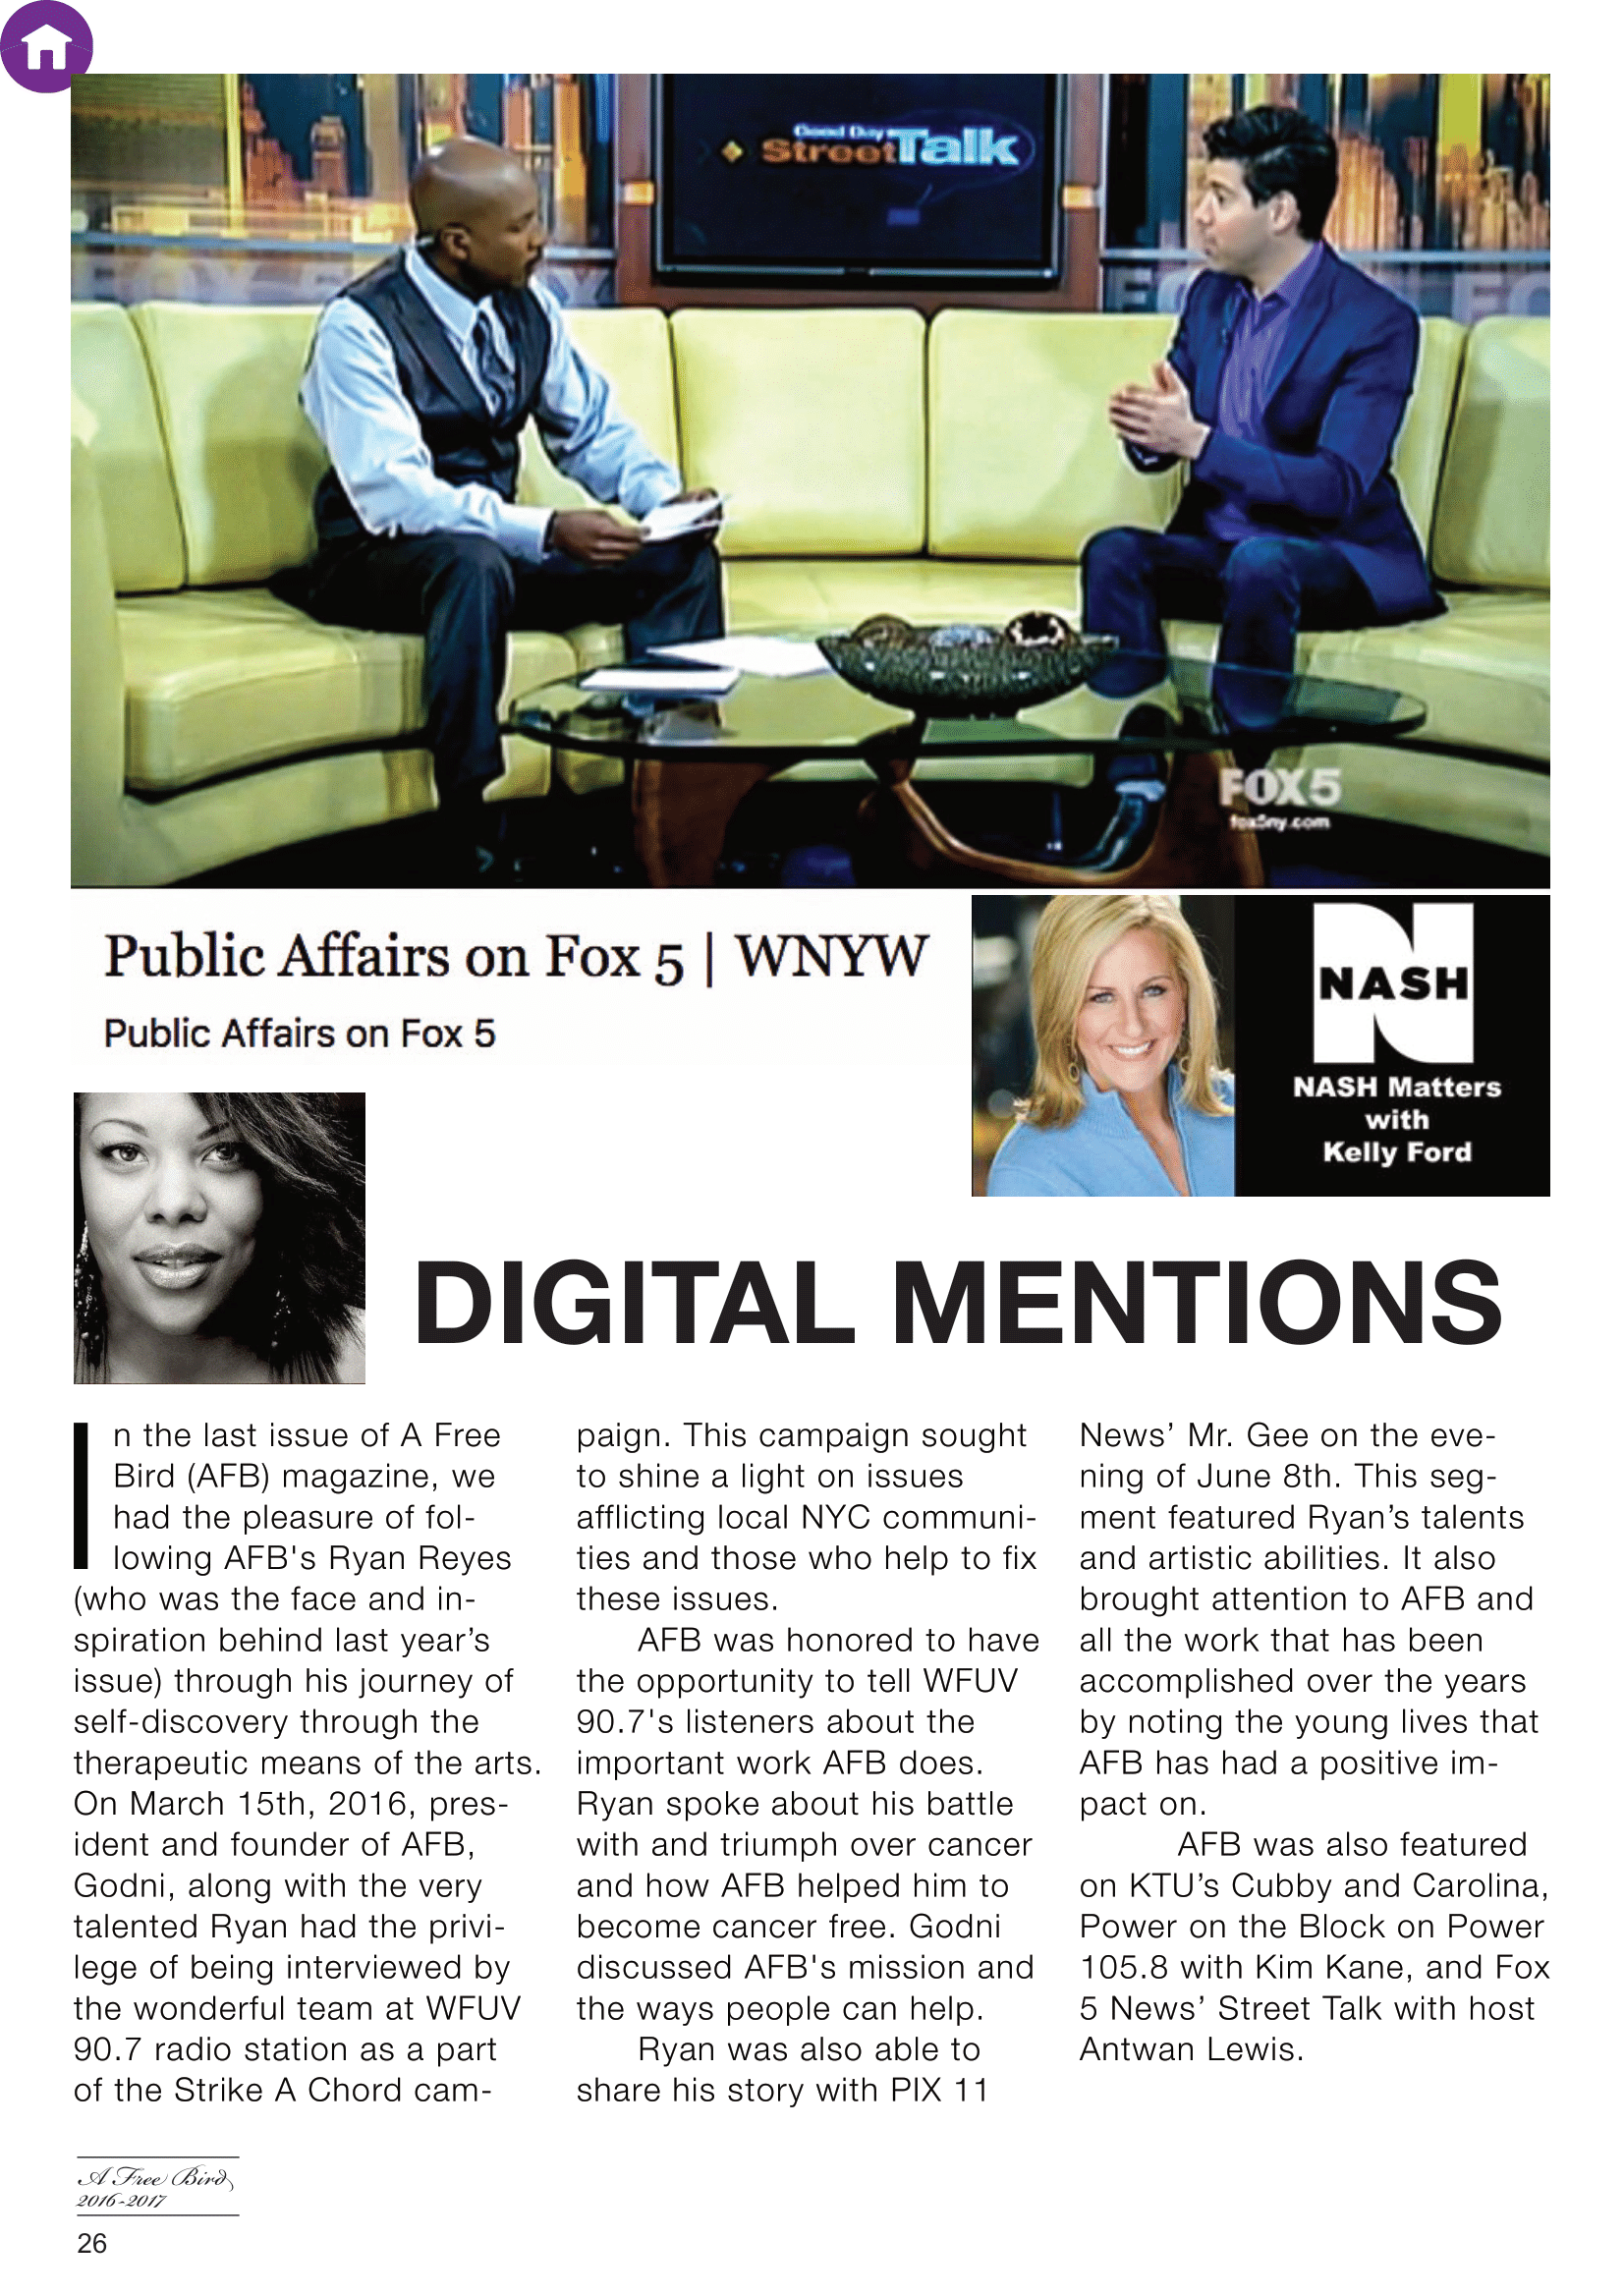 Good Day
StreetTalk
FOX5
fox5ny.com
Public Affairs on Fox 5 | WNYW
Public Affairs on Fox 5
NASH
NASH Matters
with
Kelly Ford
DIGITAL MENTIONS
In the last issue of A Free
Bird (AFB) magazine, we
had the pleasure of fol-
lowing AFB's Ryan Reyes
(who was the face and in-
spiration behind last year’s
issue) through his journey of
self-discovery through the
therapeutic means of the arts.
On March 15th, 2016, pres-
ident and founder of AFB,
Godni, along with the very
talented Ryan had the privi-
lege of being interviewed by
the wonderful team at WFUV
90.7 radio station as a part
of the Strike A Chord cam-
paign. This campaign sought
to shine a light on issues
afflicting local NYC communi-
ties and those who help to fix
these issues.
AFB was honored to have
the opportunity to tell WFUV
90.7's listeners about the
important work AFB does.
Ryan spoke about his battle
with and triumph over cancer
and how AFB helped him to
become cancer free. Godni
discussed AFB's mission and
the ways people can help.
Ryan was also able to
share his story with PIX 11
News’ Mr. Gee on the eve-
ning of June 8th. This seg-
ment featured Ryan’s talents
and artistic abilities. It also
brought attention to AFB and
all the work that has been
accomplished over the years
by noting the young lives that
AFB has had a positive im-
pact on.
AFB was also featured
on KTU’s Cubby and Carolina,
Power on the Block on Power
105.8 with Kim Kane, and Fox
5 News’ Street Talk with host
Antwan Lewis.
A Free Bird
2016-2017
26